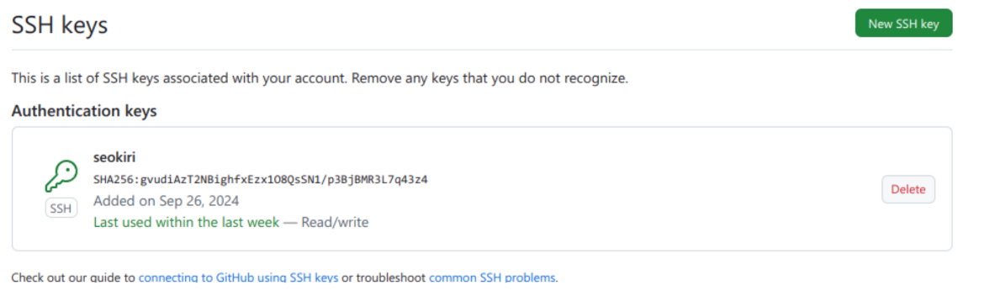 SSH keys
New SSH key
This is a list of SSH keys associated with your account. Remove any keys that you do not recognize.
Authentication keys
seokiri
SHA256:gvudiAzT2NBighfxEzx1O8QsSN1/p3BjBMR3L7q43z4
SSH
Added on Sep 26, 2024
Last used within the last week — Read/write
Delete
Check out our guide to connecting to GitHub using SSH keys or troubleshoot common SSH problems.